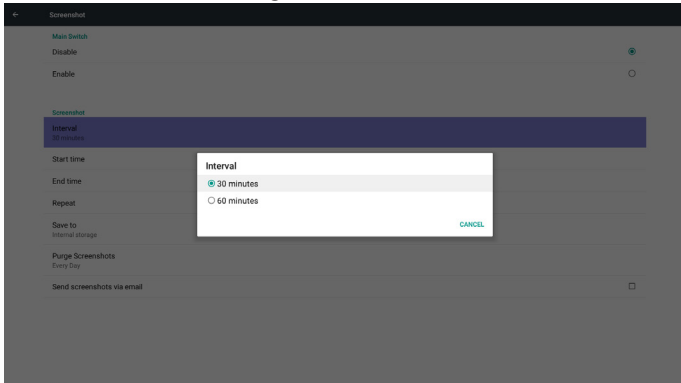 Screenshot
Main Switch
Disable
Enable
Screenshot
Interval
30 minutes
Start time
End time
Repeat
Save to
Internal storage
Purge Screenshots
Every Day
Send screenshots via email
Interval
30 minutes
60 minutes
CANCEL